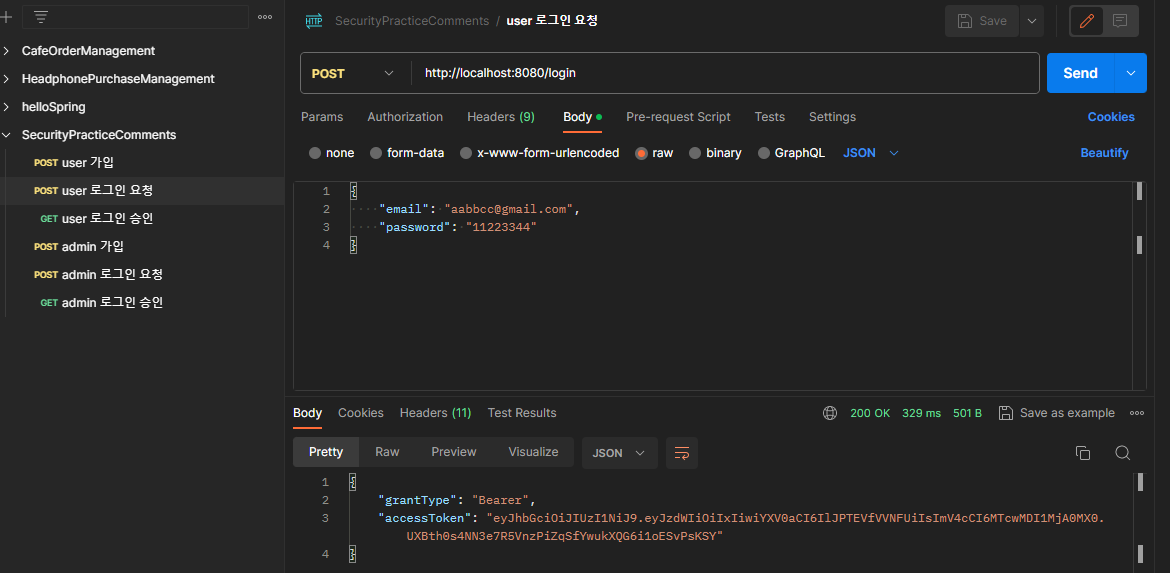 SecurityPracticeComments / user 로그인 요청
Save
CafeOrderManagement
HeadphonePurchaseManagement
helloSpring
SecurityPracticeComments
POST user 가입
POST user 로그인 요청
GET user 로그인 승인
POST admin 가입
POST admin 로그인 요청
GET admin 로그인 승인
HTTP
POST http://localhost:8080/login
Send
Params Authorization Headers (9) Body Pre-request Script Tests Settings Cookies
none form-data x-www-form-urlencoded raw binary GraphQL JSON Beautify
1 {
2 "email": "aabbcc@gmail.com",
3 "password": "11223344"
4 }
Body Cookies Headers (11) Test Results 200 OK 329 ms 501 B Save as example
Pretty Raw Preview Visualize JSON
1 {
2 "grantType": "Bearer",
3 "accessToken": "eyJhbGciOiJIUzI1NiJ9.eyJzdWIiOiIxIiwiYXV0aCI6IlJPTEVfVVNFUiIsImV4cCI6MTcwMDI1MjA0MX0.
UXBth0s4NN3e7R5VnzPiZqSfYwukXQG6i1oESvPsKSY"
4 }